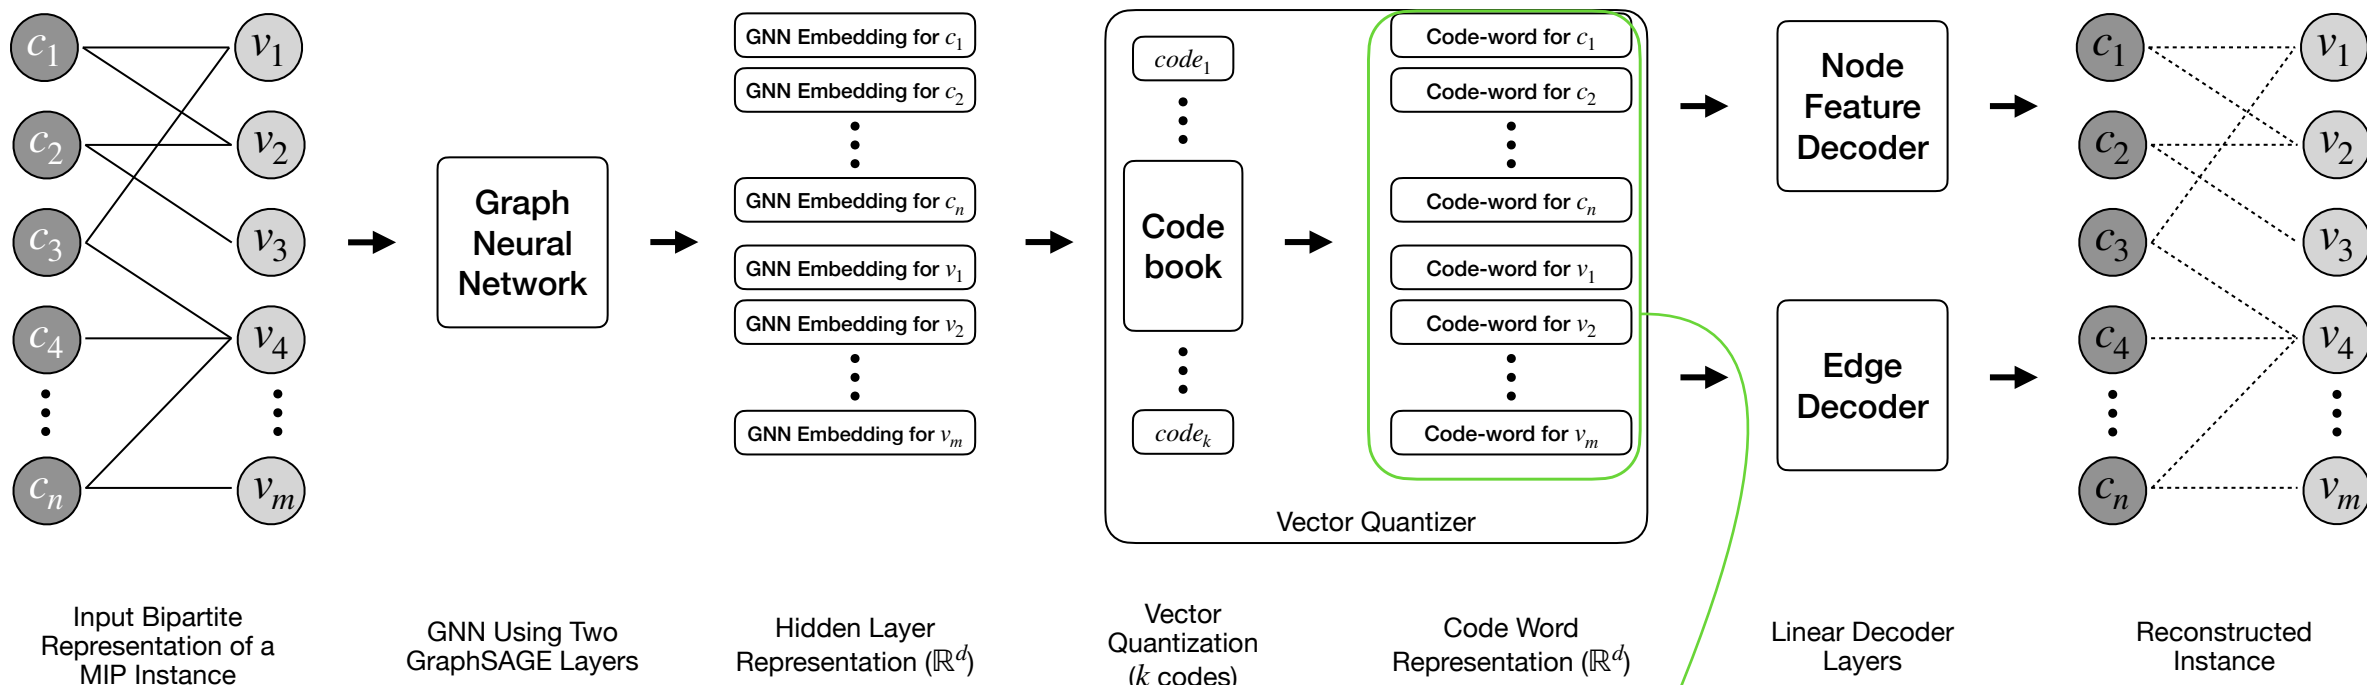 c1
c2
c3
c4
cn
v1
v2
v3
v4
vm
Input Bipartite
Representation of a
MIP Instance
Graph
Neural
Network
GNN Using Two
GraphSAGE Layers
GNN Embedding for c1
GNN Embedding for c2
GNN Embedding for cn
GNN Embedding for v1
GNN Embedding for v2
GNN Embedding for vm
Hidden Layer
Representation (ℝ^d)
code1
Code
book
codek
Vector
Quantization
(k codes)
Code-word for c1
Code-word for c2
Code-word for cn
Code-word for v1
Code-word for v2
Code-word for vm
Vector Quantizer
Code Word
Representation (ℝ^d)
Node
Feature
Decoder
Edge
Decoder
Linear Decoder
Layers
c1
c2
c3
c4
cn
v1
v2
v3
v4
vm
Reconstructed
Instance